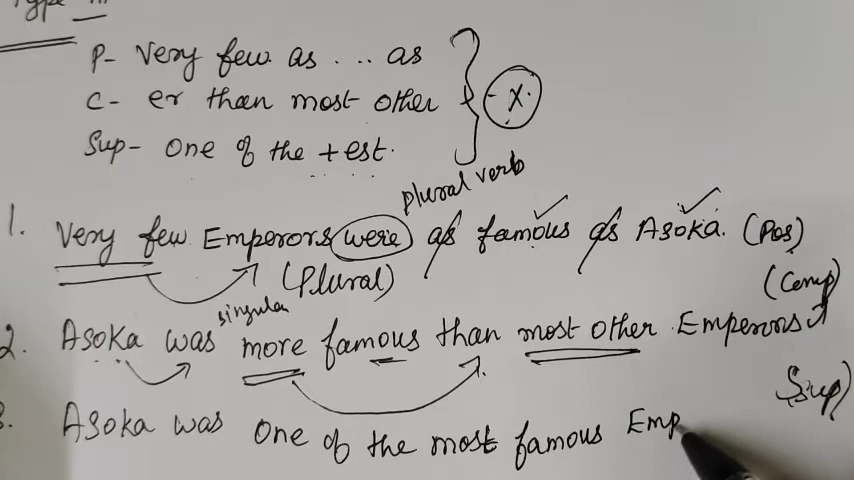 Type III
P- Very few as ... as
C- er than most other - X.
Sup- One of the + est.
plural verb
1. Very few Emperors were as famous as Asoka. (Pos)
(Plural) (Comp)
singular
2. Asoka was more famous than most other Emperors
Sup)
3. Asoka was one of the most famous Emp